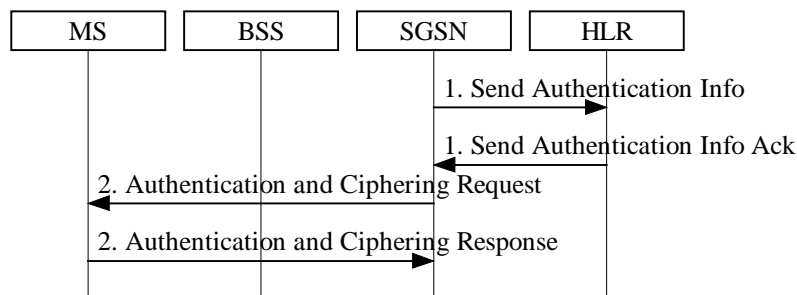 MS BSS SGSN HLR
1. Send Authentication Info
1. Send Authentication Info Ack
2. Authentication and Ciphering Request
2. Authentication and Ciphering Response